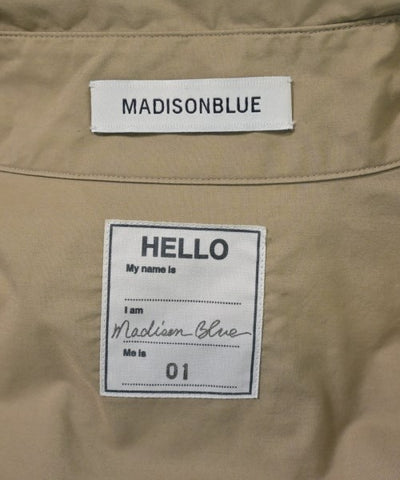 MADISONBLUE
HELLO
My name is
I am
Madison Blue
Me is
01